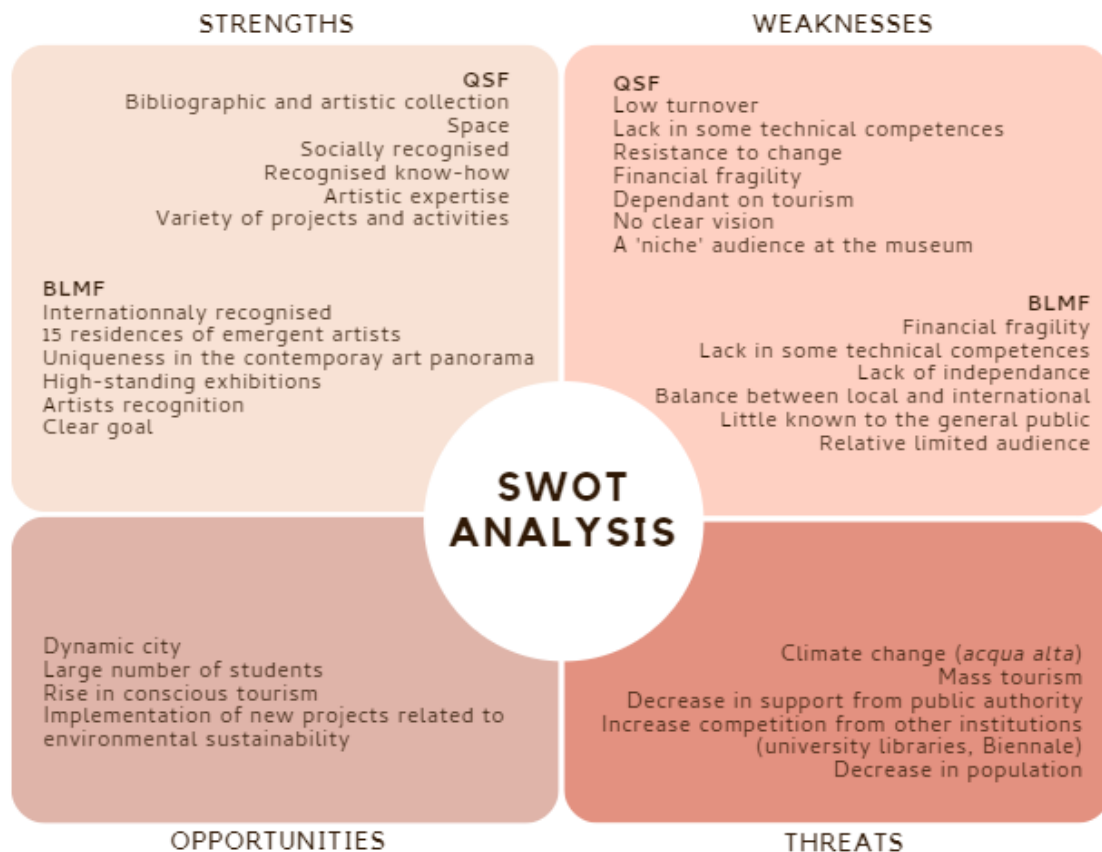 STRENGTHS
QSF
Bibliographic and artistic collection
Space
Socially recognised
Recognised know-how
Artistic expertise
Variety of projects and activities
BLMF
Internationnaly recognised
15 residences of emergent artists
Uniqueness in the contemporay art panorama
High-standing exhibitions
Artists recognition
Clear goal
WEAKNESSES
QSF
Low turnover
Lack in some technical competences
Resistance to change
Financial fragility
Dependant on tourism
No clear vision
A 'niche' audience at the museum
BLMF
Financial fragility
Lack in some technical competences
Lack of independance
Balance between local and international
Little known to the general public
Relative limited audience
SWOT
ANALYSIS
Dynamic city
Large number of students
Rise in conscious tourism
Implementation of new projects related to
environmental sustainability
OPPORTUNITIES
Climate change (acqua alta)
Mass tourism
Decrease in support from public authority
Increase competition from other institutions
(university libraries, Biennale)
Decrease in population
THREATS